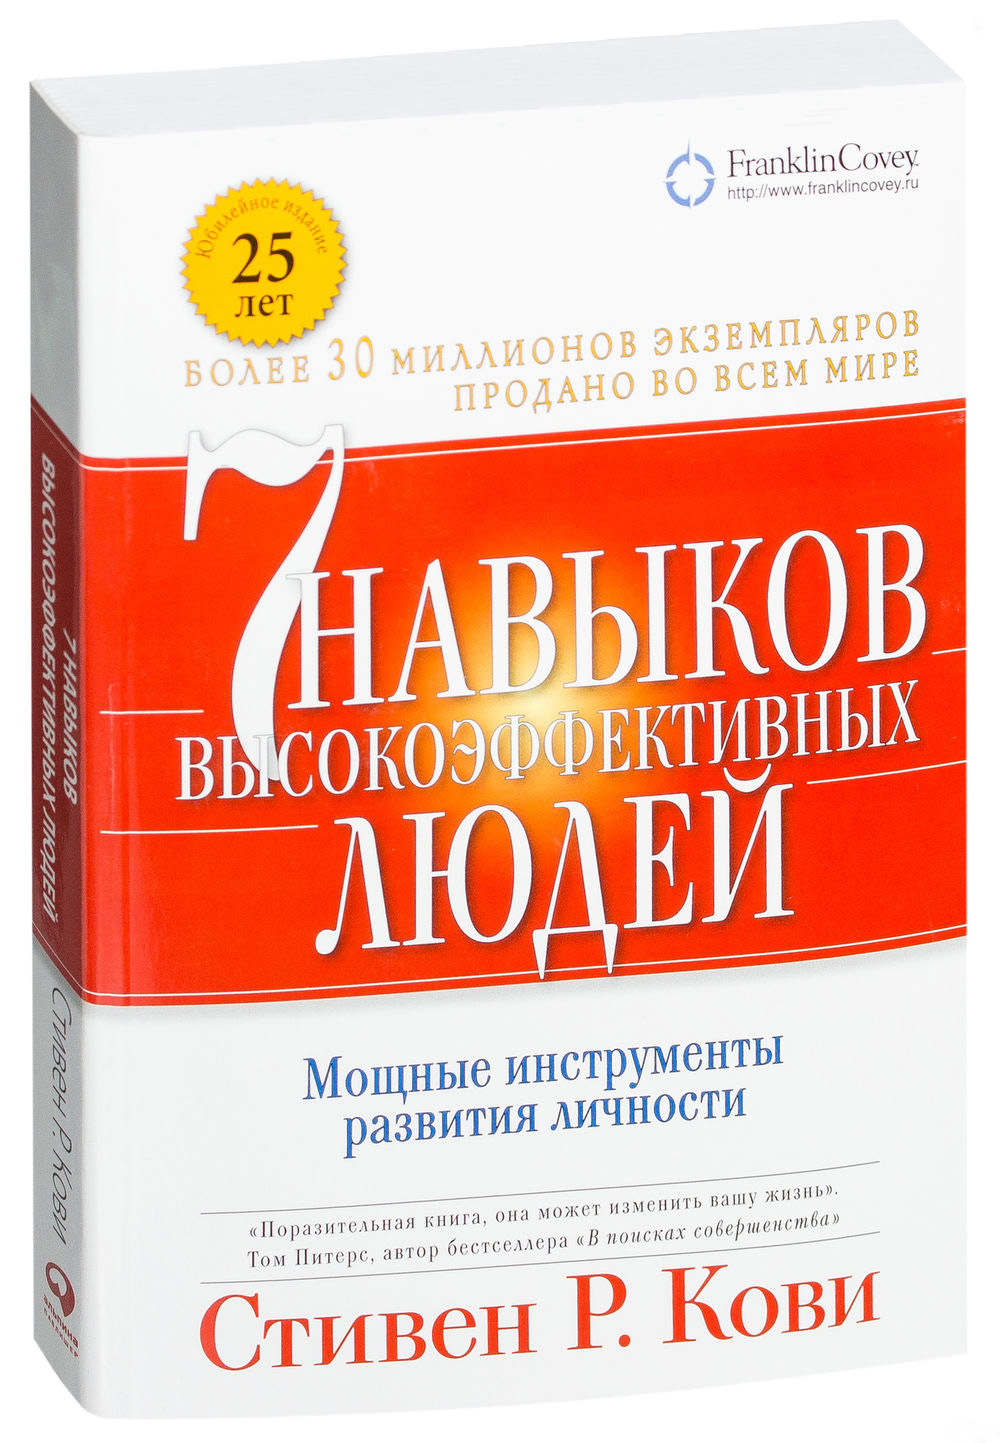 FranklinCovey
http://www.franklincovey.ru
Юбилейное издание
25
лет
БОЛЕЕ 30 МИЛЛИОНОВ ЭКЗЕМПЛЯРОВ
ПРОДАНО ВО ВСЕМ МИРЕ
7 НАВЫКОВ
ВЫСОКОЭФФЕКТИВНЫХ
ЛЮДЕЙ
Мощные инструменты
развития личности
«Поразительная книга, она может изменить вашу жизнь».
Том Питерс, автор бестселлера «В поисках совершенства»
Стивен Р. Кови
7 НАВЫКОВ
ВЫСОКОЭФФЕКТИВНЫХ ЛЮДЕЙ
Стивен Р. Кови
альпина
ПАБЛИШЕР